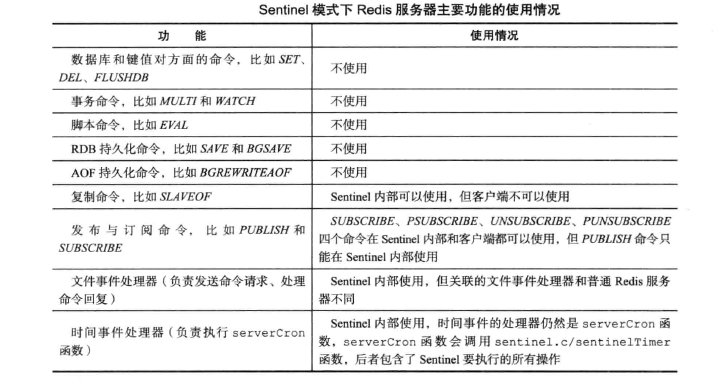 Sentinel 模式下 Redis 服务器主要功能的使用情况
功 能 使用情况
数据库和键值对方面的命令，比如 SET、 不使用
DEL、FLUSHDB
事务命令，比如 MULTI 和 WATCH 不使用
脚本命令，比如 EVAL 不使用
RDB 持久化命令，比如 SAVE 和 BGSAVE 不使用
AOF 持久化命令，比如 BGREWRITEAOF 不使用
复制命令，比如 SLAVEOF Sentinel 内部可以使用，但客户端不可以使用
发布与订阅命令，比如 PUBLISH 和
SUBSCRIBE
SUBSCRIBE、PSUBSCRIBE、UNSUBSCRIBE、PUNSUBSCRIBE
四个命令在 Sentinel 内部和客户端都可以使用，但 PUBLISH 命令只
能在 Sentinel 内部使用
文件事件处理器（负责发送命令请求、处理
命令回复）
Sentinel 内部使用，但关联的文件事件处理器和普通 Redis 服务
器不同
时间事件处理器（负责执行 serverCron
函数）
Sentinel 内部使用，时间事件的处理器仍然是 serverCron 函
数，serverCron 函数会调用 sentinel.c/sentinelTimer
函数，后者包含了 Sentinel 要执行的所有操作